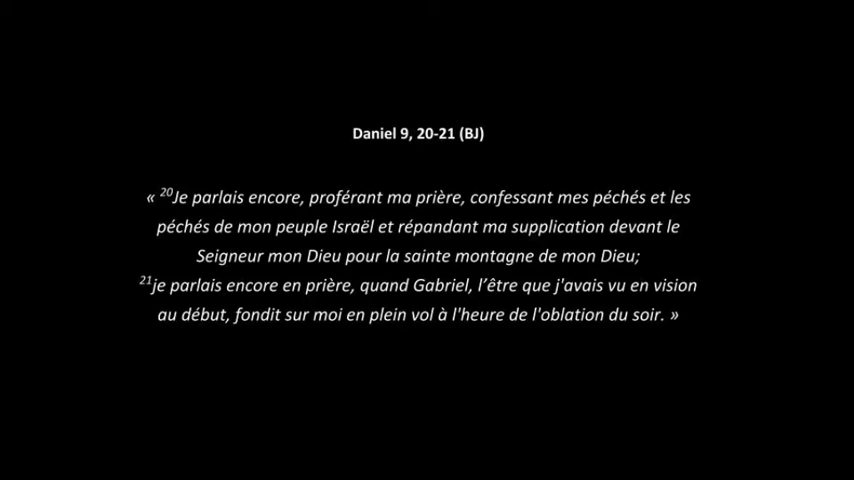 Daniel 9, 20-21 (BJ)
« ²⁰Je parlais encore, proférant ma prière, confessant mes péchés et les
péchés de mon peuple Israël et répandant ma supplication devant le
Seigneur mon Dieu pour la sainte montagne de mon Dieu;
²¹je parlais encore en prière, quand Gabriel, l’être que j'avais vu en vision
au début, fondit sur moi en plein vol à l'heure de l'oblation du soir. »